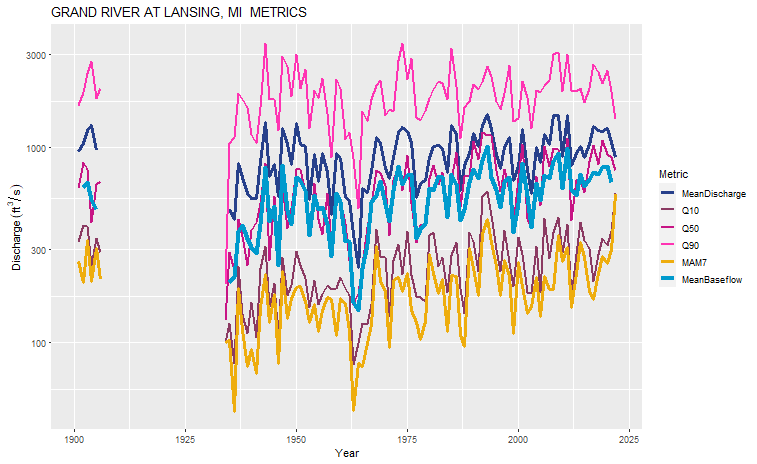 GRAND RIVER AT LANSING, MI  METRICS
Discharge (ft³/s)
3000
1000
300
100
1900
1925
1950
1975
2000
2025
Year
Metric
MeanDischarge
Q10
Q50
Q90
MAM7
MeanBaseflow